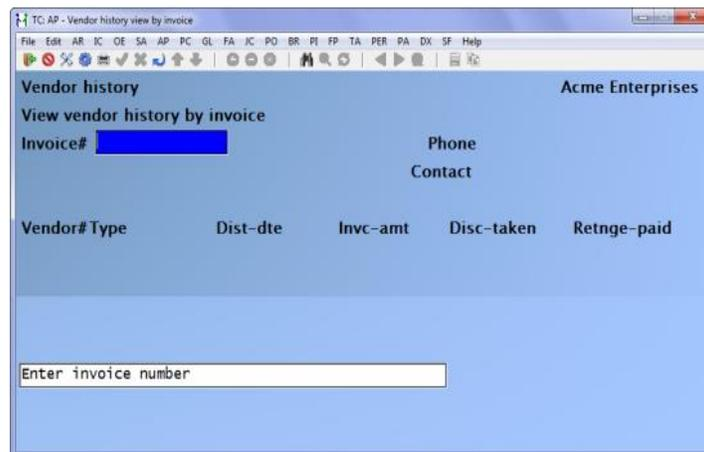 TC: AP - Vendor history view by invoice
File Edit AR IC OE SA AP PC GL FA JC PO BR PI FP TA PER PA DX SF Help
Vendor history Acme Enterprises
View vendor history by invoice
Invoice# Phone
Contact
Vendor# Type Dist-dte Invc-amt Disc-taken Retnge-paid
Enter invoice number